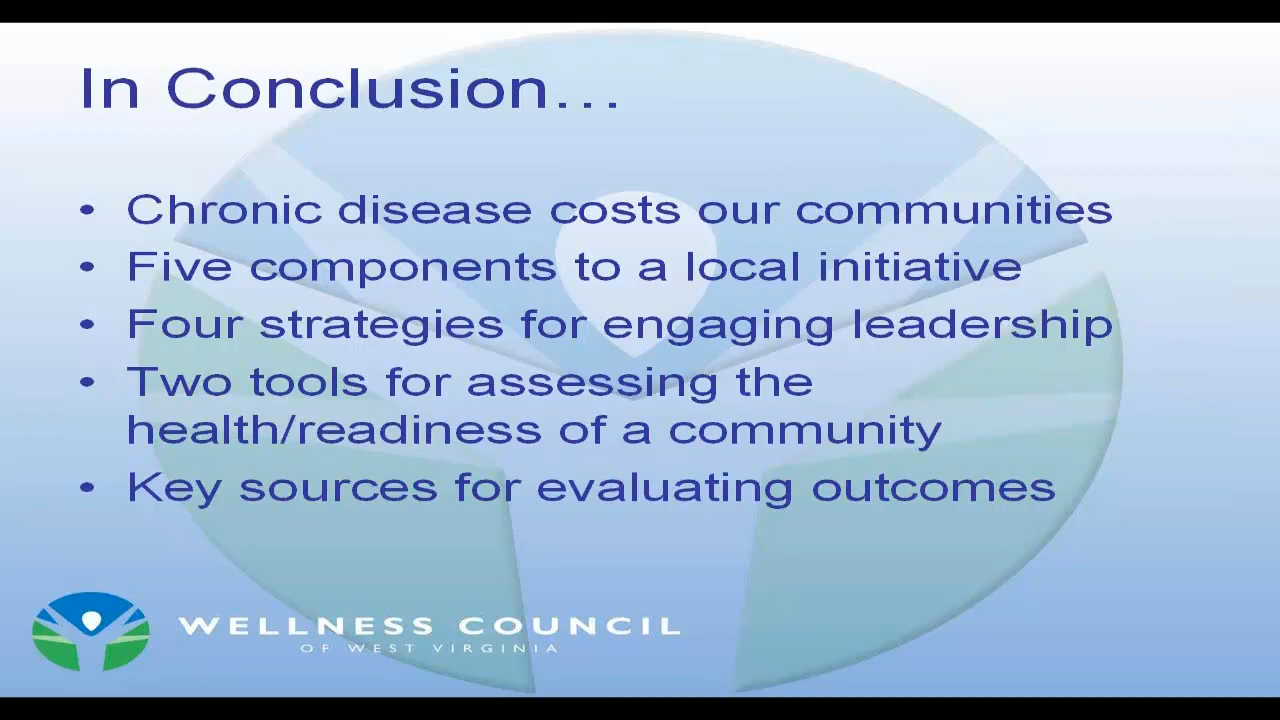 In Conclusion…
• Chronic disease costs our communities
• Five components to a local initiative
• Four strategies for engaging leadership
• Two tools for assessing the
health/readiness of a community
• Key sources for evaluating outcomes
WELLNESS COUNCIL
OF WEST VIRGINIA